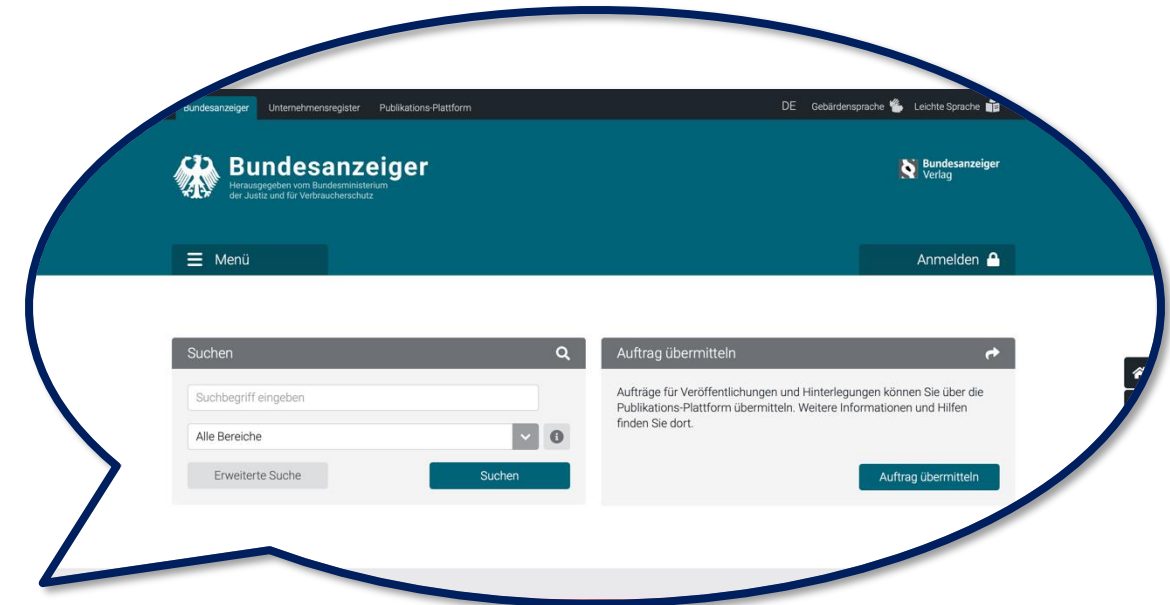 Bundesanzeiger Unternehmensregister Publikations-Plattform DE Gebärdensprache Leichte Sprache
Bundesanzeiger
Herausgegeben vom Bundesministerium
der Justiz und für Verbraucherschutz
Bundesanzeiger
Verlag
Menü
Anmelden
Suchen
Suchbegriff eingeben
Alle Bereiche
Erweiterte Suche Suchen
Auftrag übermitteln
Aufträge für Veröffentlichungen und Hinterlegungen können Sie über die
Publikations-Plattform übermitteln. Weitere Informationen und Hilfen
finden Sie dort.
Auftrag übermitteln